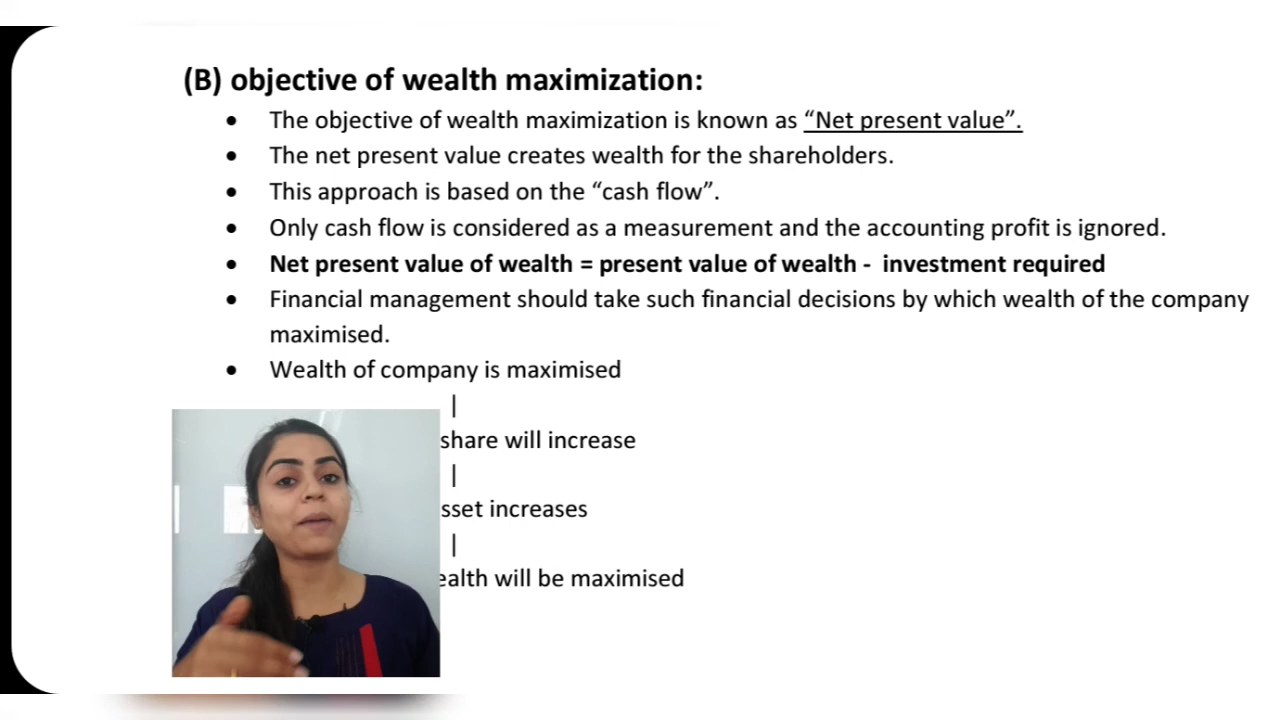 (B) objective of wealth maximization:
• The objective of wealth maximization is known as “Net present value”.
• The net present value creates wealth for the shareholders.
• This approach is based on the “cash flow”.
• Only cash flow is considered as a measurement and the accounting profit is ignored.
• Net present value of wealth = present value of wealth - investment required
• Financial management should take such financial decisions by which wealth of the company
maximised.
• Wealth of company is maximised
|
share will increase
|
increases
|
will be maximised